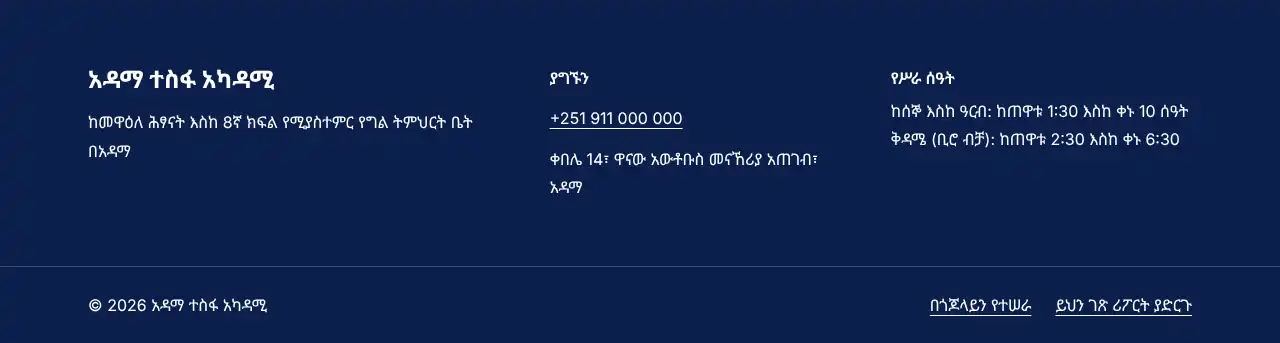 አዳማ ተስፋ አካዳሚ
ከመዋዕለ ሕፃናት እስከ 8ኛ ክፍል የሚያስተምር የግል ትምህርት ቤት
በአዳማ
ያግኙን
+251 911 000 000
ቀበሌ 14፣ ዋናው አውቶቡስ መናኸሪያ አጠገብ፣
አዳማ
የሥራ ሰዓት
ከሰኞ እስከ ዓርብ: ከጠዋቱ 1:30 እስከ ቀኑ 10 ሰዓት
ቅዳሜ (ቢሮ ብቻ): ከጠዋቱ 2:30 እስከ ቀኑ 6:30
© 2026 አዳማ ተስፋ አካዳሚ
በጎጆላይን የተሠራ
ይህን ገጽ ሪፖርት ያድርጉ